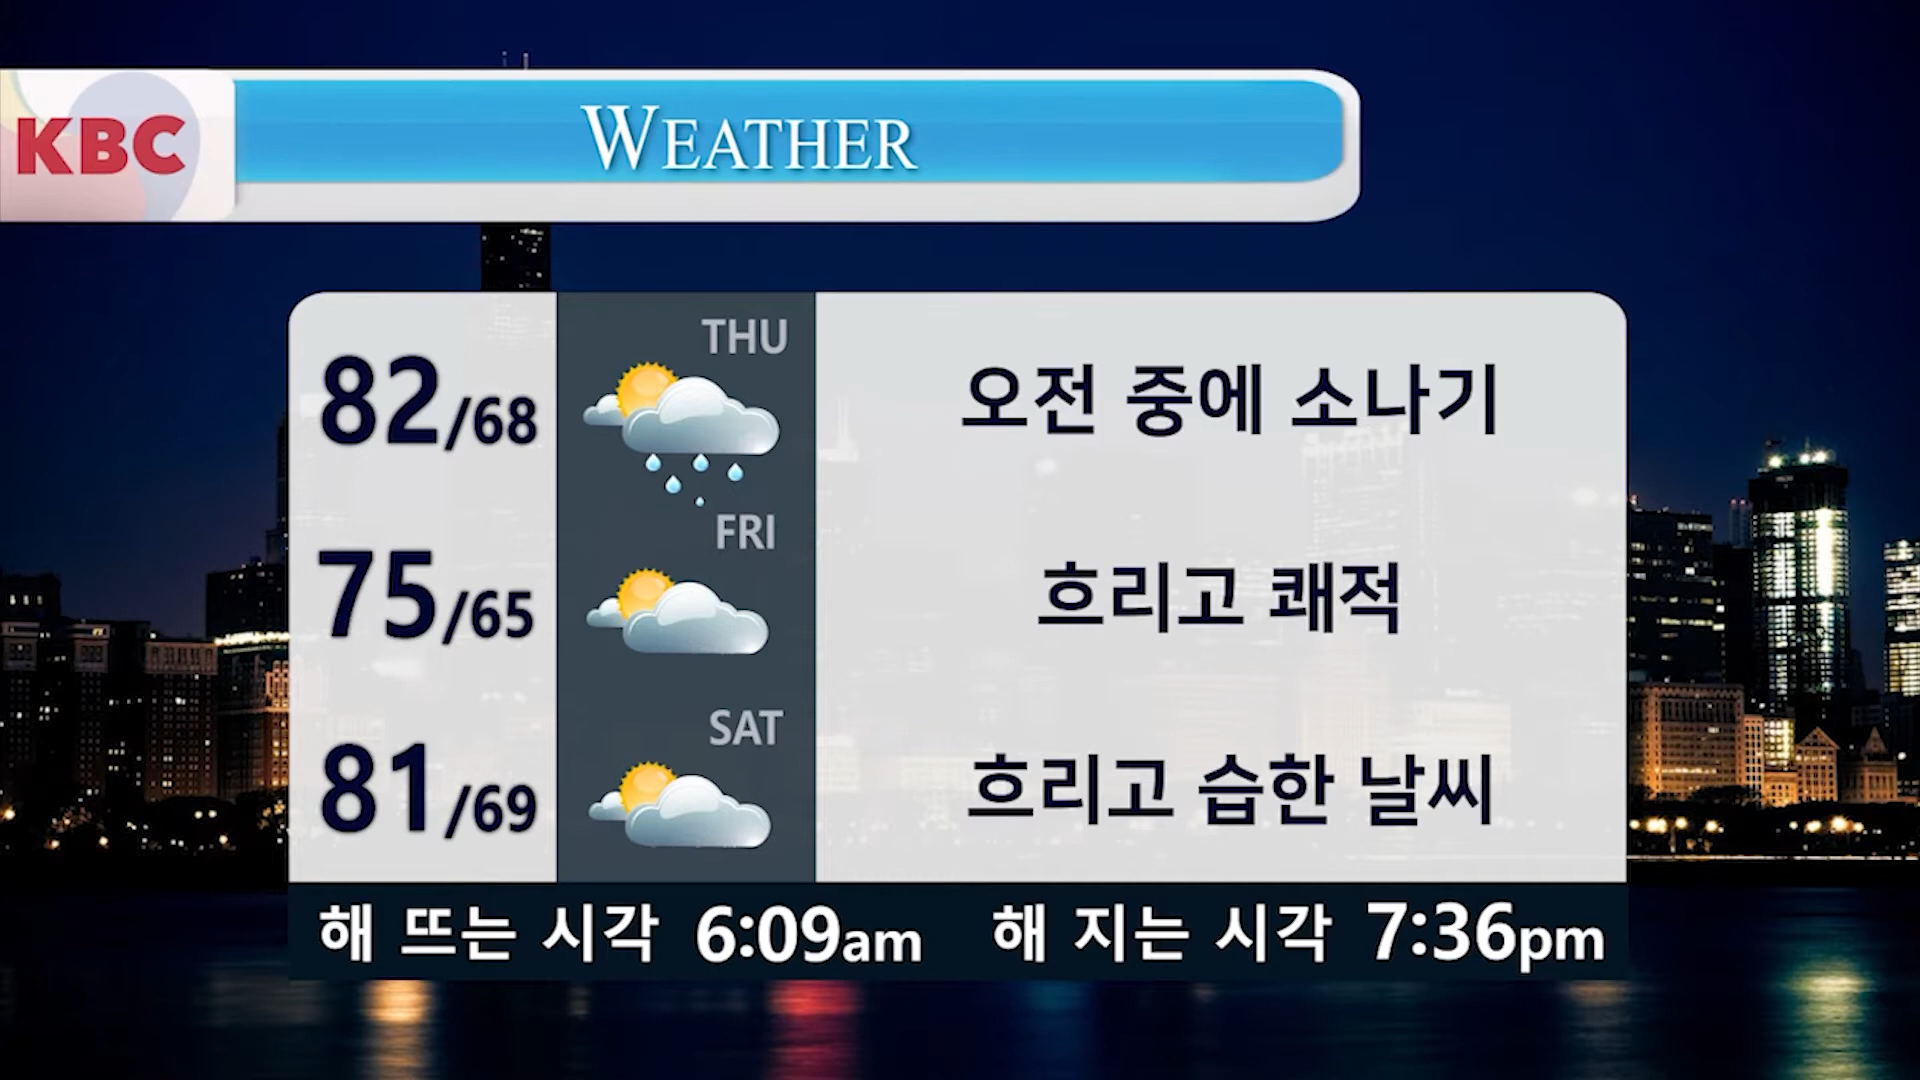 KBC
WEATHER
82/68
THU
오전 중에 소나기
75/65
FRI
흐리고 쾌적
81/69
SAT
흐리고 습한 날씨
해 뜨는 시각 6:09am 해 지는 시각 7:36pm